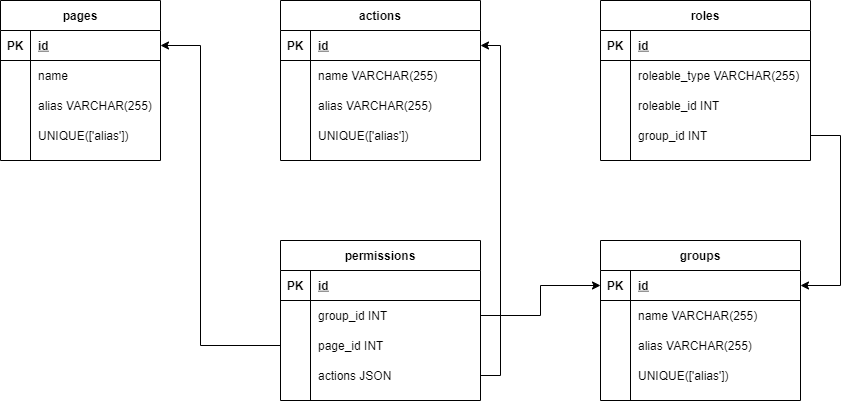 pages
PK id
name
alias VARCHAR(255)
UNIQUE(['alias'])
actions
PK id
name VARCHAR(255)
alias VARCHAR(255)
UNIQUE(['alias'])
roles
PK id
roleable_type VARCHAR(255)
roleable_id INT
group_id INT
permissions
PK id
group_id INT
page_id INT
actions JSON
groups
PK id
name VARCHAR(255)
alias VARCHAR(255)
UNIQUE(['alias'])